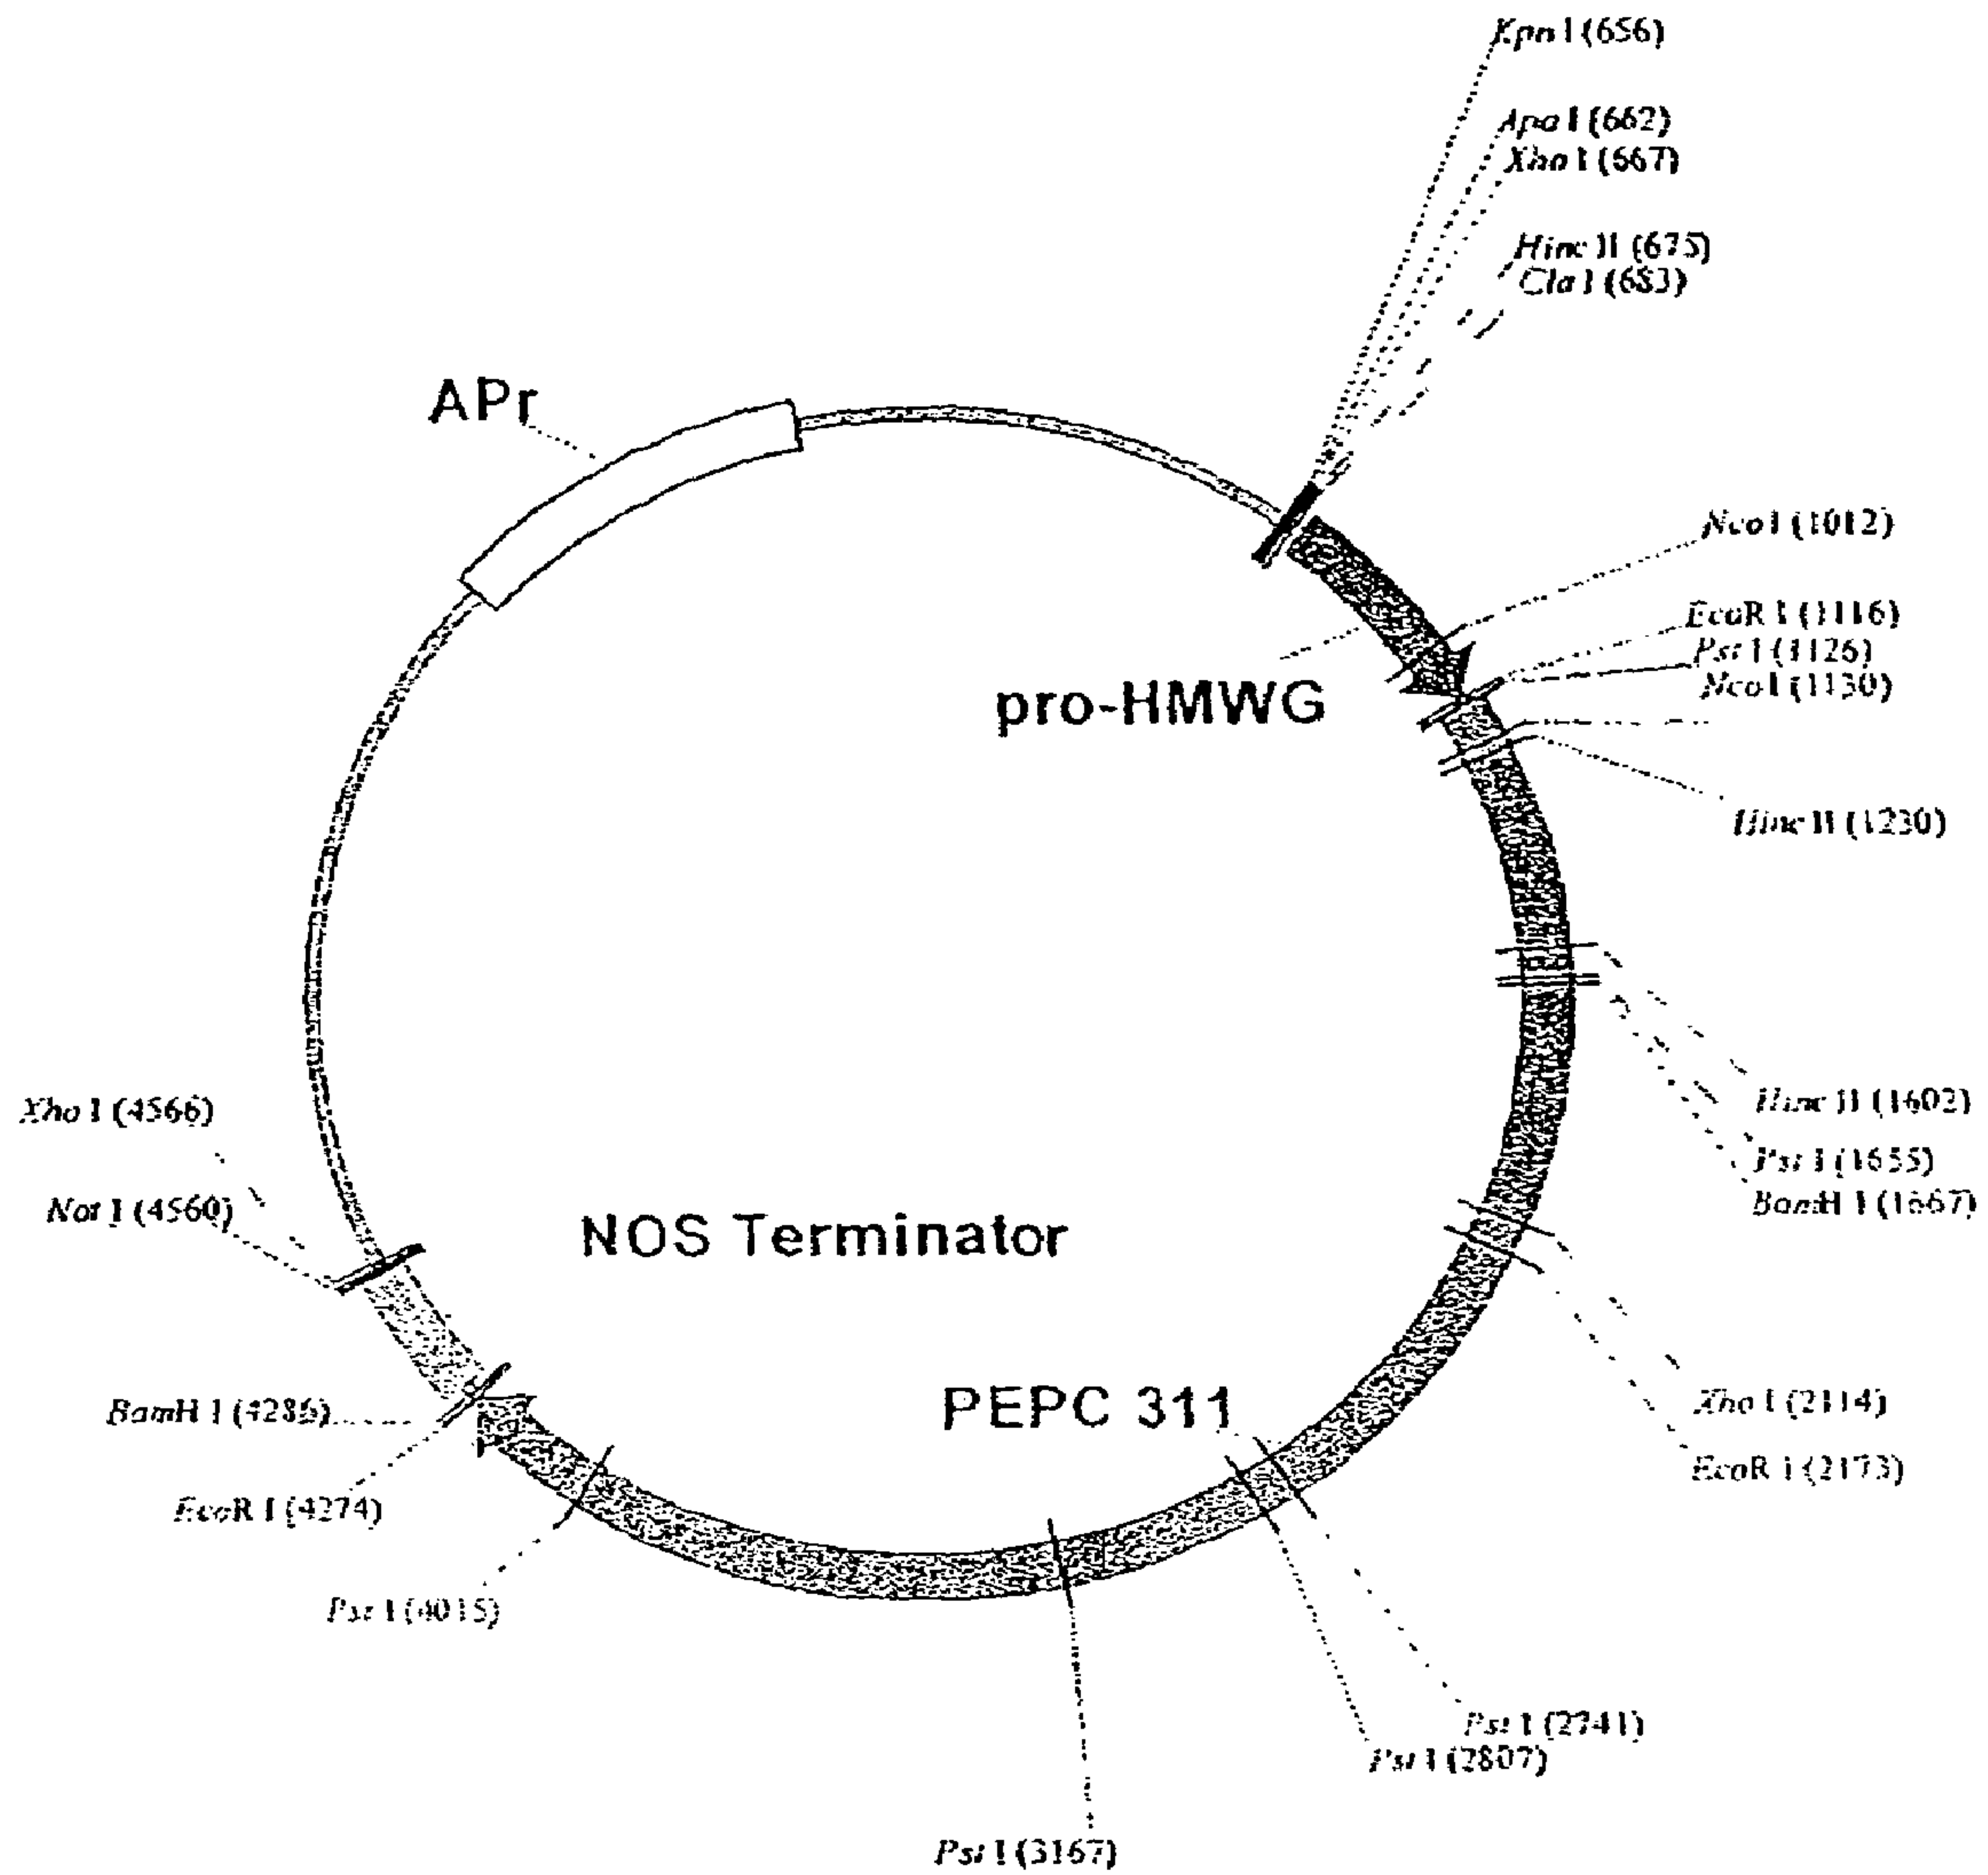 Kpn I (656)
Apa I (662)
Xho I (667)
Hinc II (675)
Cla I (683)
APr
Nco I (1012)
EcoR I (1116)
Pst I (1126)
Nco I (1130)
pro-HMWG
Hinc II (1230)
Hinc II (1602)
Pst I (1655)
BamH I (1667)
Xho I (4566)
Not I (4560)
NOS Terminator
PEPC 311
Xho I (2114)
EcoR I (2173)
BamH I (4286)
EcoR I (4274)
Pst I (4015)
Pst I (2741)
Pst I (2807)
Pst I (3167)